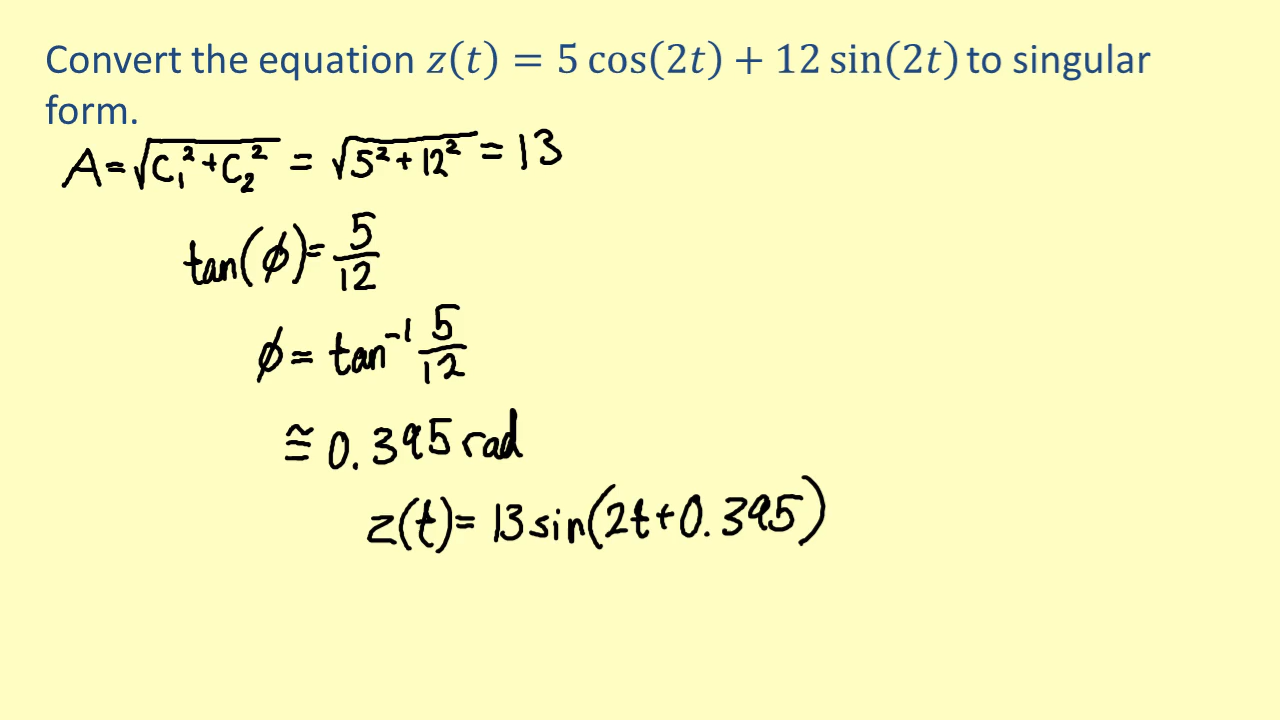 Convert the equation z(t) = 5 cos(2t) + 12 sin(2t) to singular
form.
A = √(C₁² + C₂²) = √(5² + 12²) = 13
tan(ϕ) = 5/12
ϕ = tan⁻¹ 5/12
≅ 0.395 rad
z(t) = 13 sin(2t + 0.395)